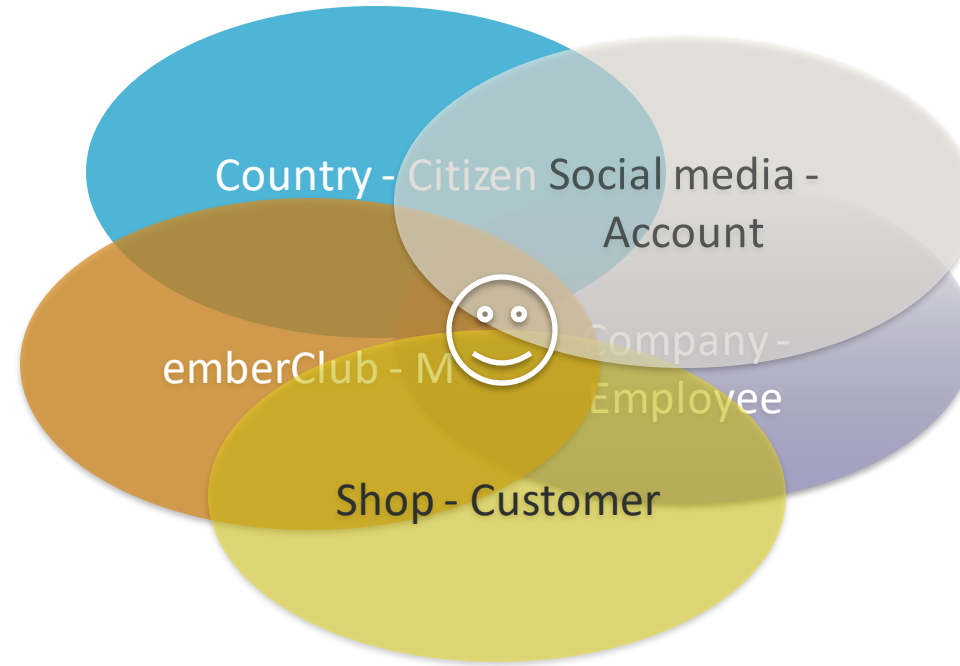 Country - Citizen
Social media -
Account
Company -
Employee
emberClub - M
Shop - Customer